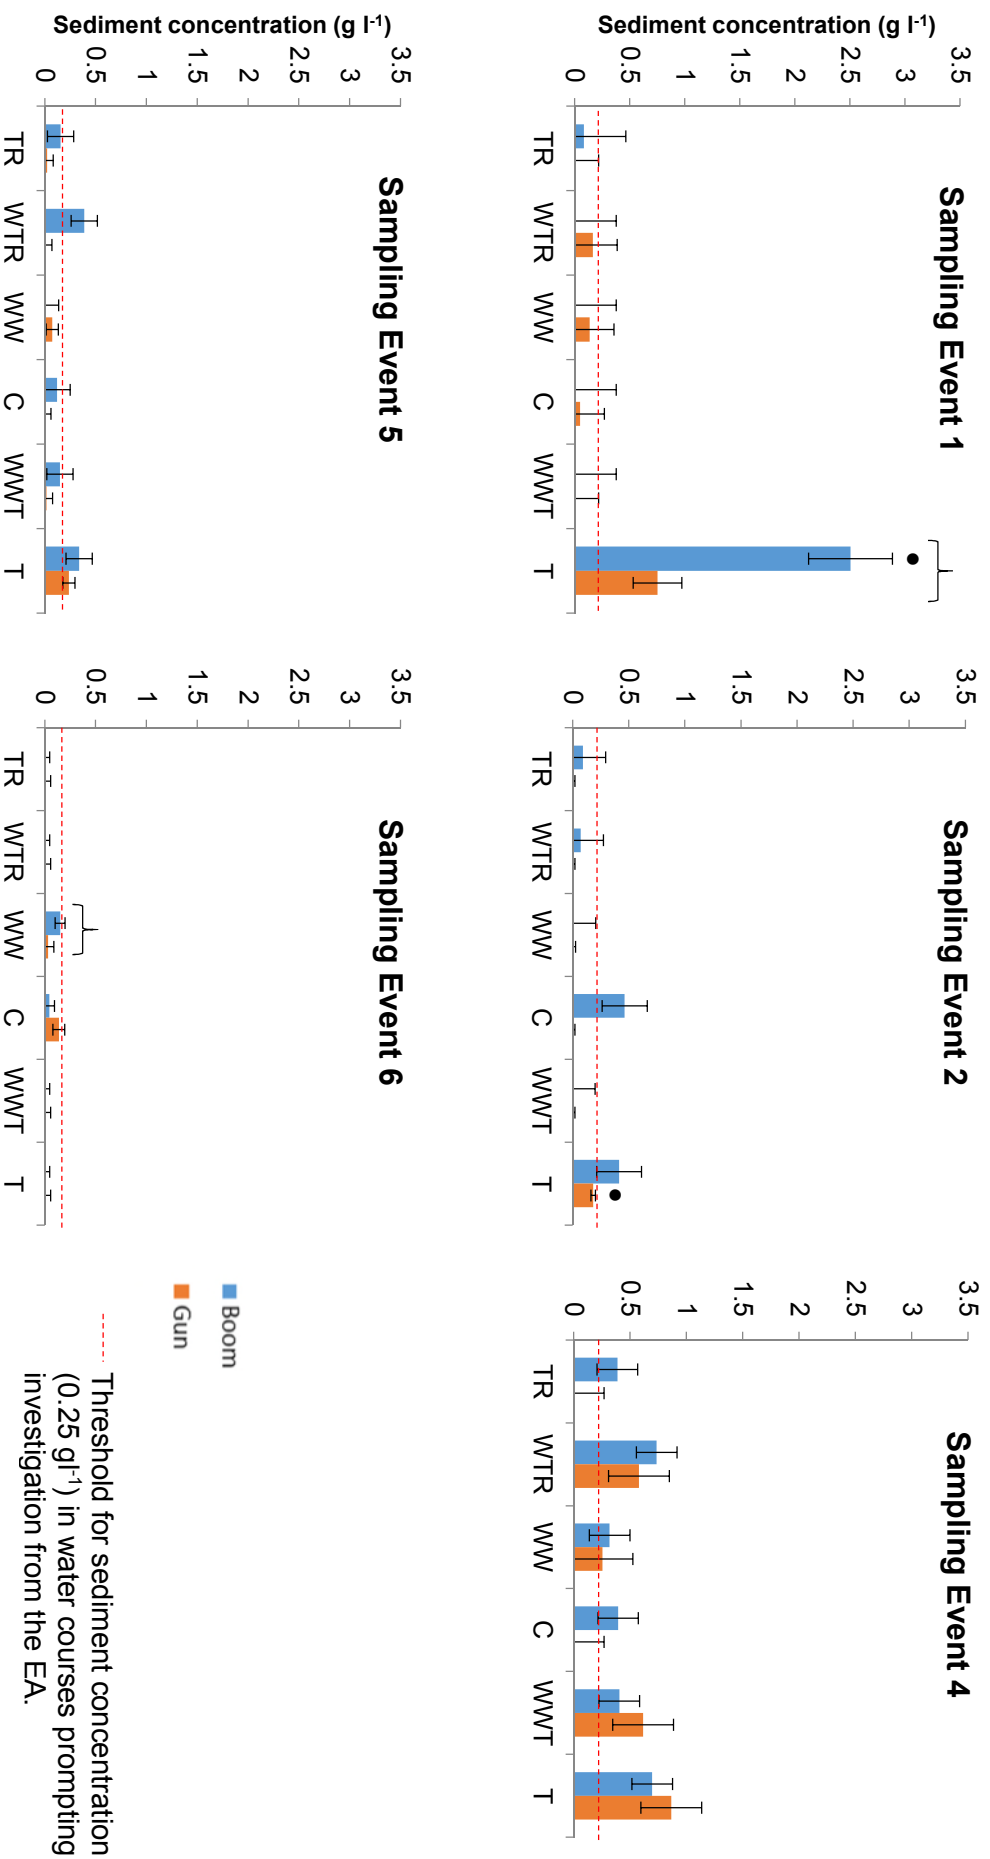 Sampling Event 1
Sediment concentration (g l-1)
3.5
3
2.5
2
1.5
1
0.5
0
TR WTR WW C WWT T
Sampling Event 2
3.5
3
2.5
2
1.5
1
0.5
0
TR WTR WW C WWT T
Sampling Event 4
3.5
3
2.5
2
1.5
1
0.5
0
TR WTR WW C WWT T
Sampling Event 5
Sediment concentration (g l-1)
3.5
3
2.5
2
1.5
1
0.5
0
TR WTR WW C WWT T
Sampling Event 6
3.5
3
2.5
2
1.5
1
0.5
0
TR WTR WW C WWT T
Boom
Gun
Threshold for sediment concentration
(0.25 gl-1) in water courses prompting
investigation from the EA.